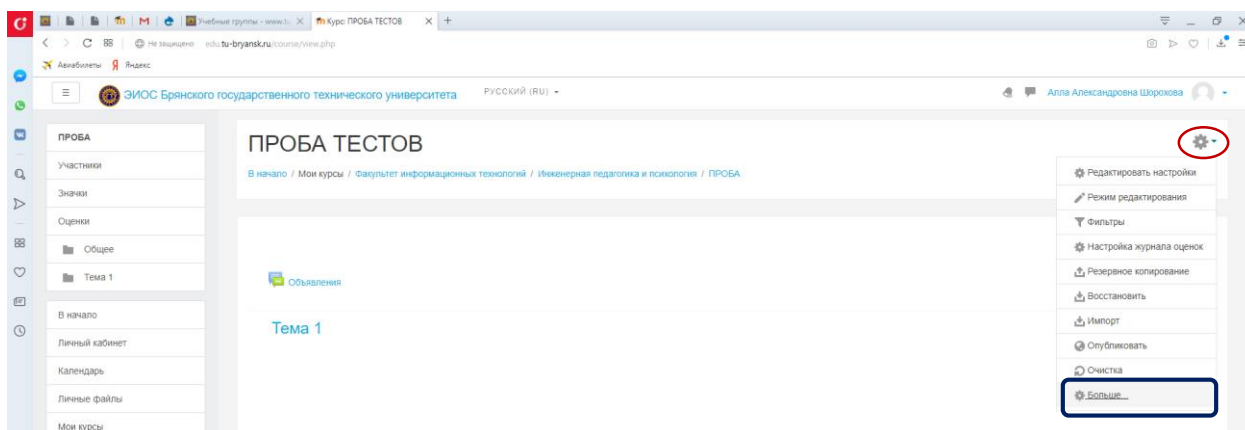 Учебные группы - www.t
Курс: ПРОБА ТЕСТОВ
Не защищено edu.tu-bryansk.ru/course/view.php
Авиабилеты Яндекс
ЭИОС Брянского государственного технического университета РУССКИЙ (RU)
Алла Александровна Шорохова
ПРОБА
Участники
Значки
Оценки
Общее
Тема 1
В начало
Личный кабинет
Календарь
Личные файлы
Мои курсы
ПРОБА ТЕСТОВ
В начало / Мои курсы / Факультет информационных технологий / Инженерная педагогика и психология / ПРОБА
Объявления
Тема 1
Редактировать настройки
Режим редактирования
Фильтры
Настройка журнала оценок
Резервное копирование
Восстановить
Импорт
Опубликовать
Очистка
Больше...